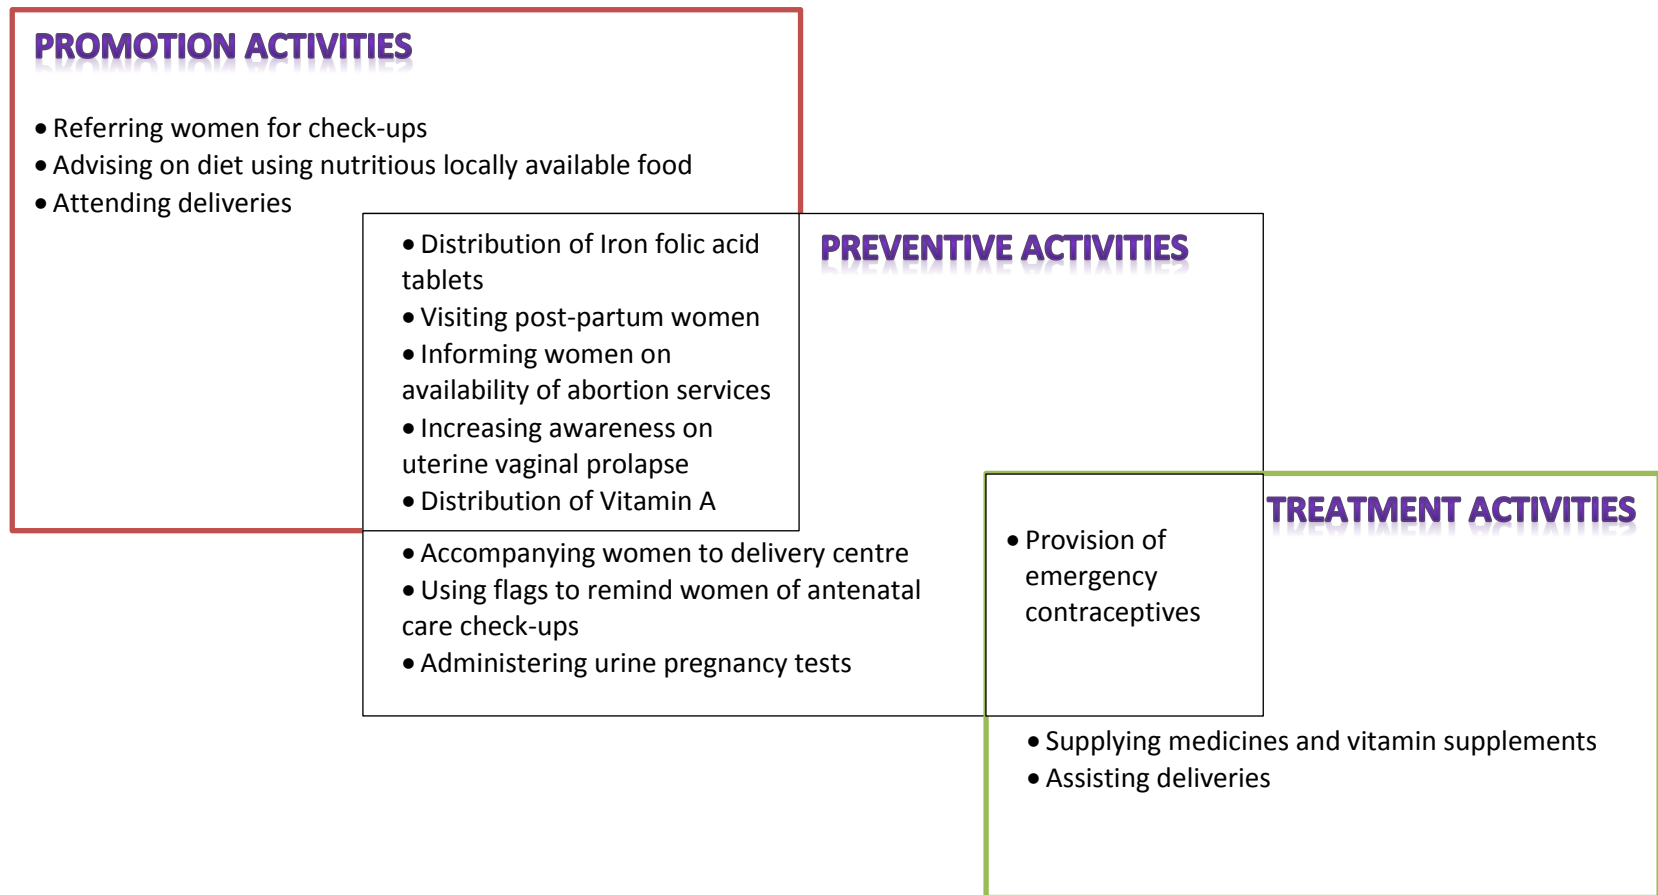 PROMOTION ACTIVITIES
• Referring women for check-ups
• Advising on diet using nutritious locally available food
• Attending deliveries
• Distribution of Iron folic acid
tablets
• Visiting post-partum women
• Informing women on
availability of abortion services
• Increasing awareness on
uterine vaginal prolapse
• Distribution of Vitamin A
PREVENTIVE ACTIVITIES
• Accompanying women to delivery centre
• Using flags to remind women of antenatal
care check-ups
• Administering urine pregnancy tests
TREATMENT ACTIVITIES
• Provision of
emergency
contraceptives
• Supplying medicines and vitamin supplements
• Assisting deliveries